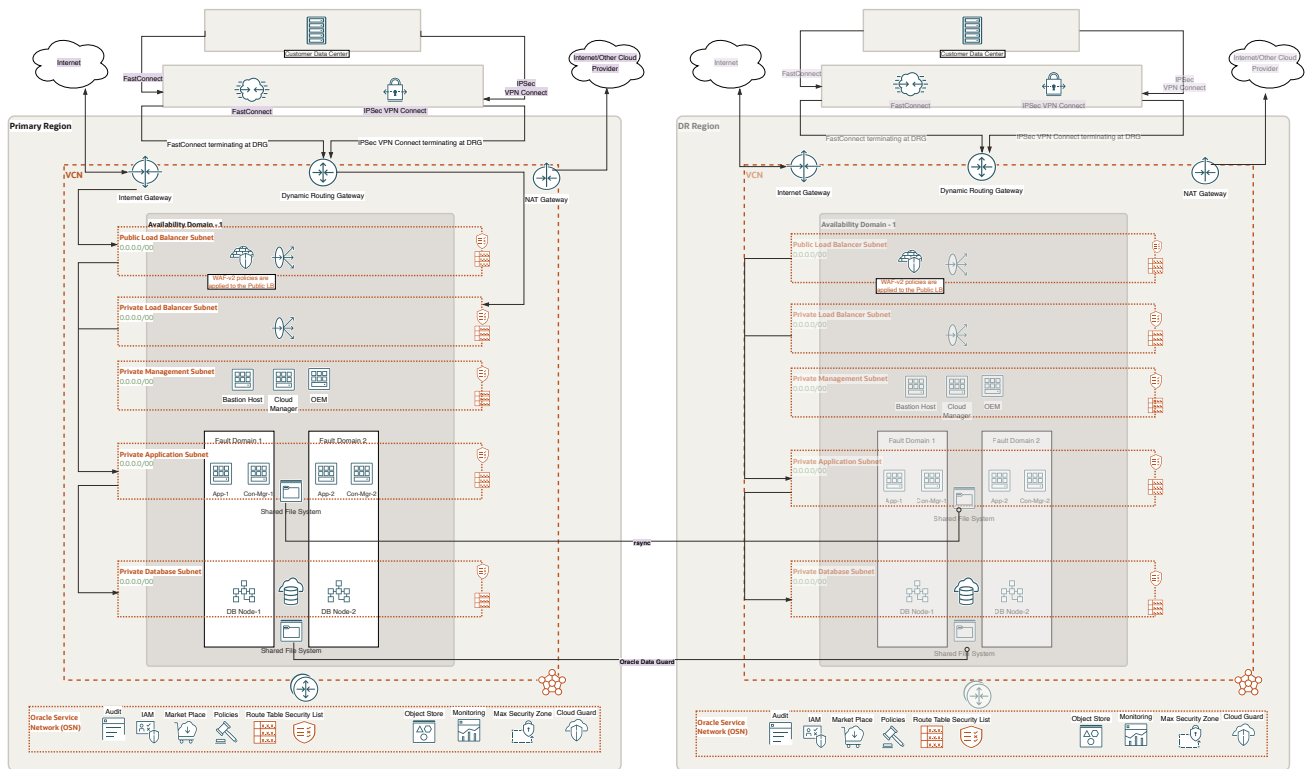 Customer Data Center
Internet
Internet/Other Cloud
Provider
FastConnect
IPSec
VPN Connect
FastConnect
IPSec VPN Connect
Primary Region
FastConnect terminating at DRG
IPSec VPN Connect terminating at DRG
VCN
Internet Gateway
Dynamic Routing Gateway
NAT Gateway
Availability Domain - 1
Public Load Balancer Subnet
0.0.0.0/00
WAF-v2 policies are
applied to the Public LB
Private Load Balancer Subnet
0.0.0.0/00
Private Management Subnet
0.0.0.0/00
Bastion Host
Cloud
Manager
OEM
Fault Domain 1
Fault Domain 2
Private Application Subnet
0.0.0.0/00
App-1
Con-Mgr-1
App-2
Con-Mgr-2
Shared File System
rsync
Private Database Subnet
0.0.0.0/00
DB Node-1
DB Node-2
Shared File System
Oracle Data Guard
Oracle Service
Network (OSN)
Audit
IAM
Market Place
Policies
Route Table
Security List
Object Store
Monitoring
Max Security Zone
Cloud Guard
Customer Data Center
Internet
Internet/Other Cloud
Provider
FastConnect
IPSec
VPN Connect
FastConnect
IPSec VPN Connect
DR Region
FastConnect terminating at DRG
IPSec VPN Connect terminating at DRG
VCN
Internet Gateway
Dynamic Routing Gateway
NAT Gateway
Availability Domain - 1
Public Load Balancer Subnet
0.0.0.0/00
WAF-v2 policies are
applied to the Public LB
Private Load Balancer Subnet
0.0.0.0/00
Private Management Subnet
0.0.0.0/00
Bastion Host
Cloud
Manager
OEM
Fault Domain 1
Fault Domain 2
Private Application Subnet
0.0.0.0/00
App-1
Con-Mgr-1
App-2
Con-Mgr-2
Shared File System
Private Database Subnet
0.0.0.0/00
DB Node-1
DB Node-2
Shared File System
Oracle Service
Network (OSN)
Audit
IAM
Market Place
Policies
Route Table
Security List
Object Store
Monitoring
Max Security Zone
Cloud Guard